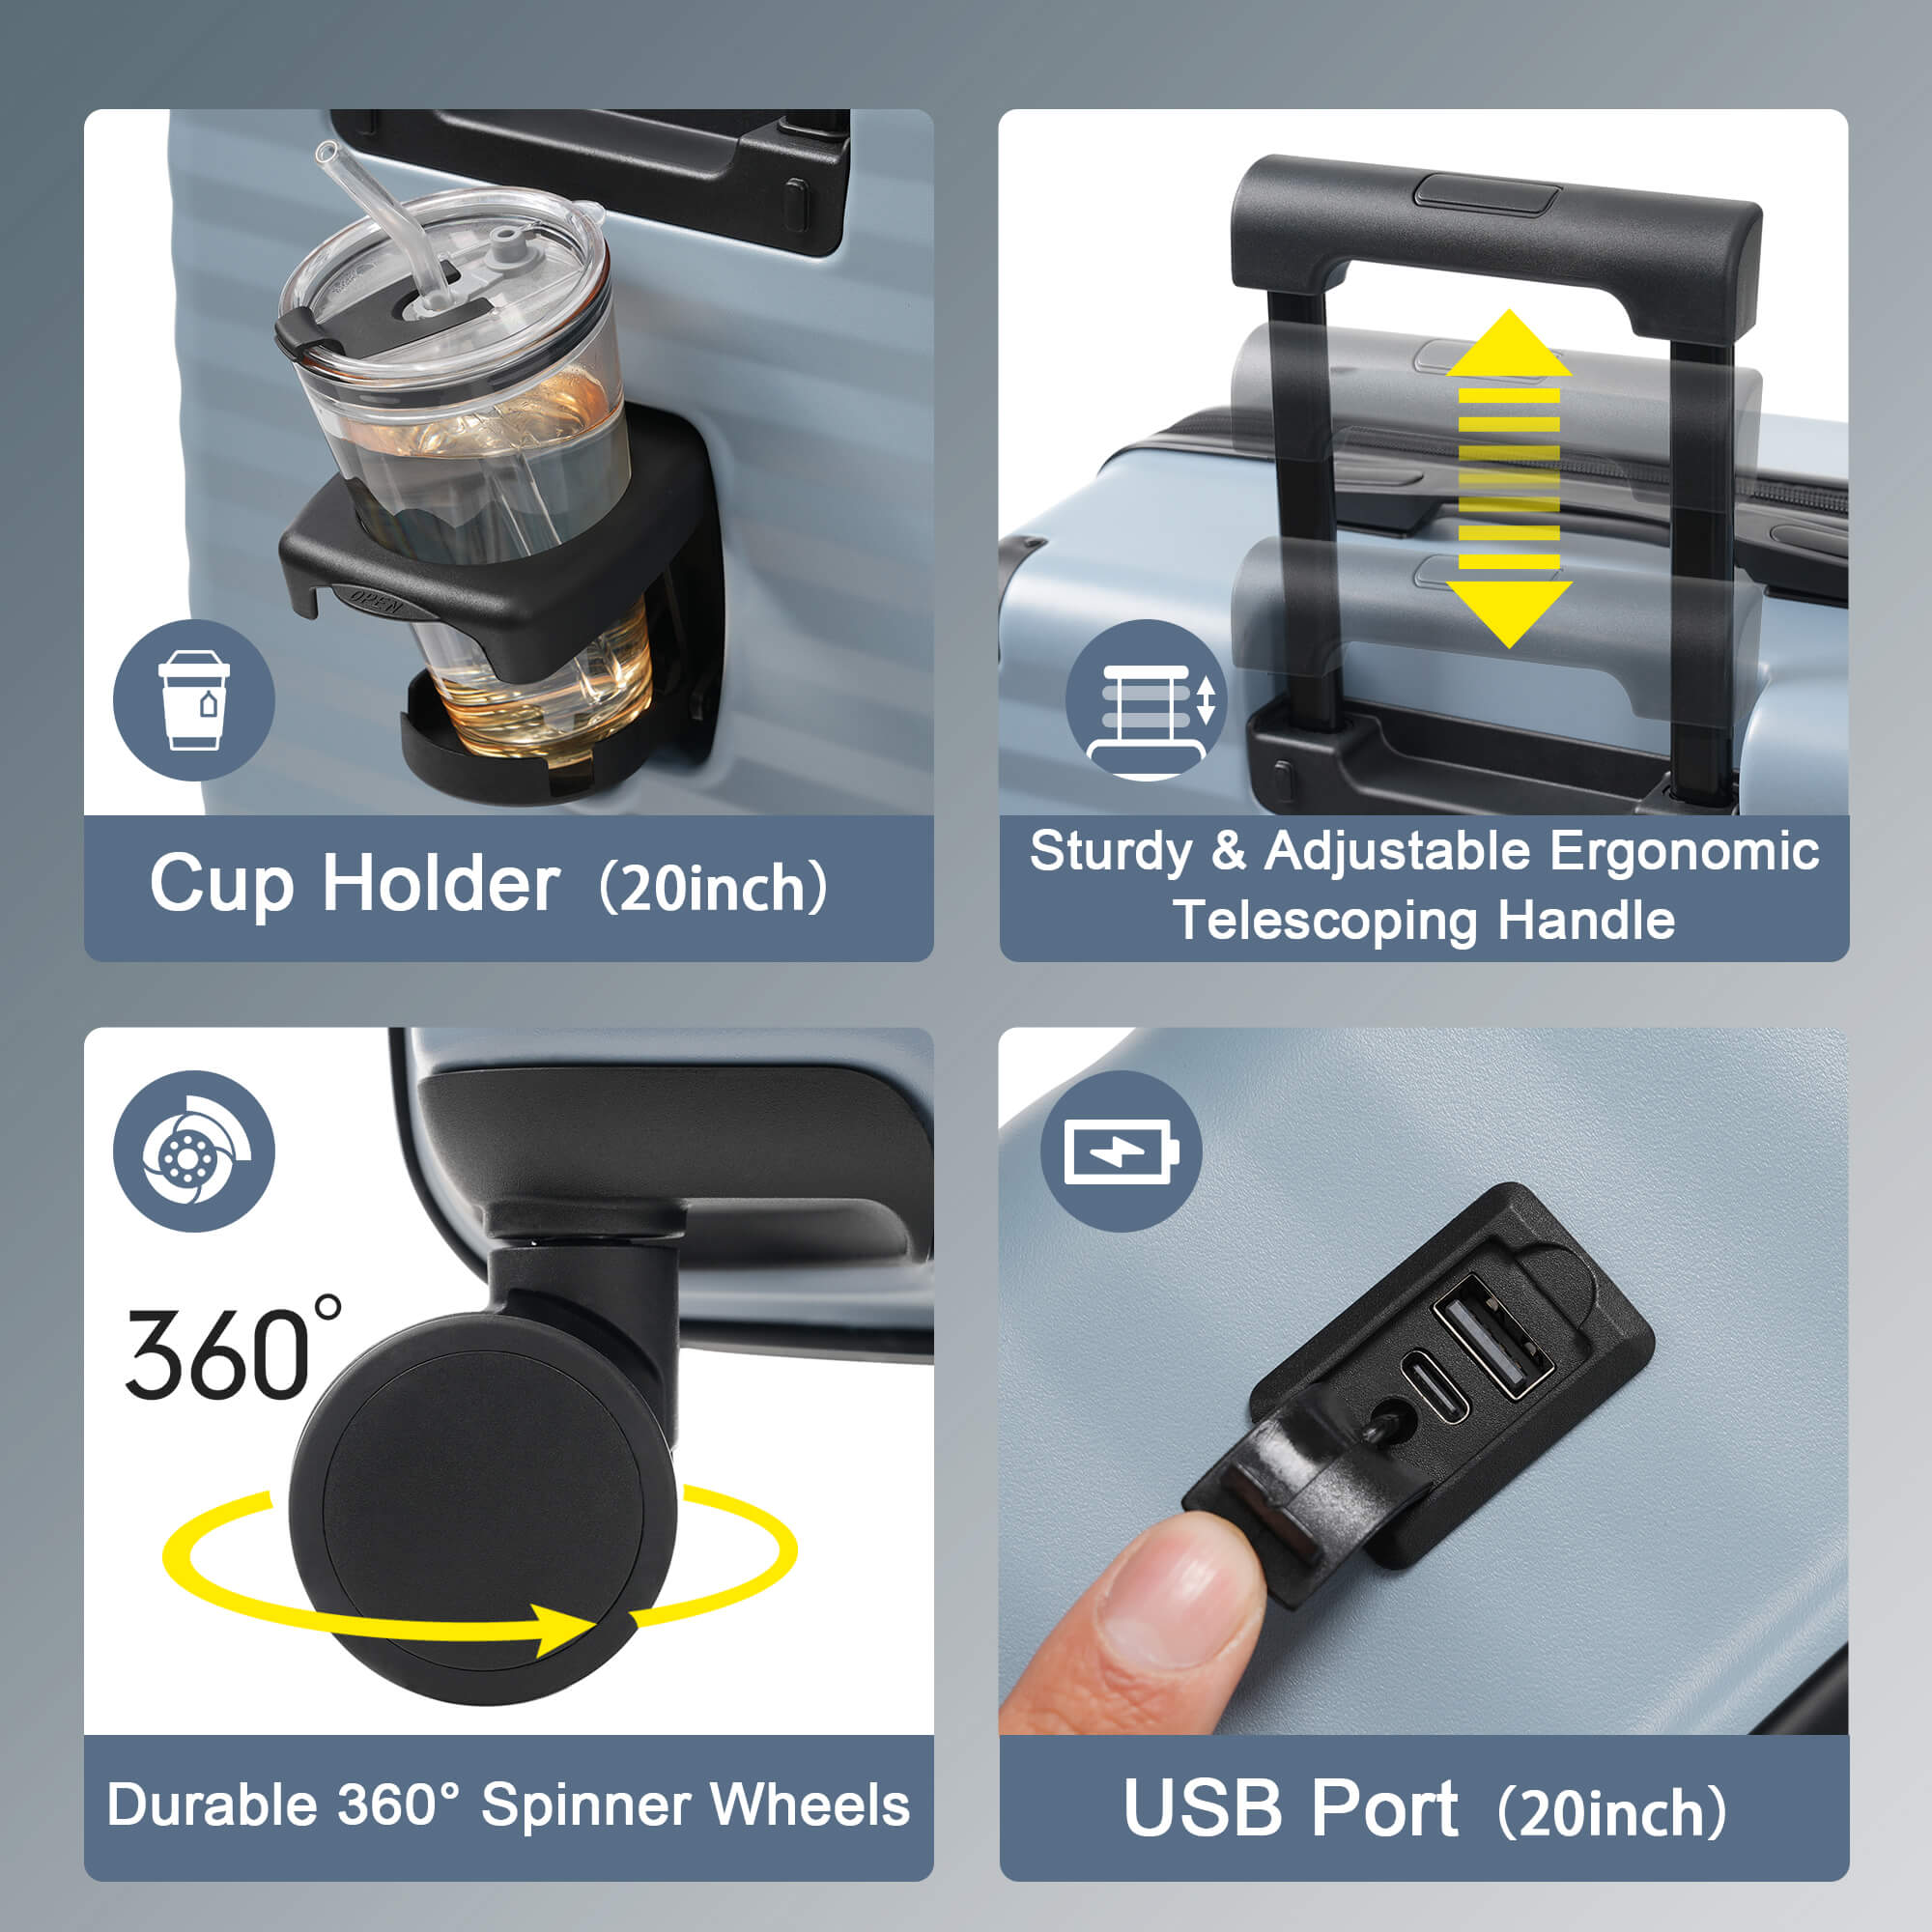 OPEN
Cup Holder（20inch）
Sturdy & Adjustable Ergonomic
Telescoping Handle
360°
Durable 360° Spinner Wheels
USB Port（20inch）